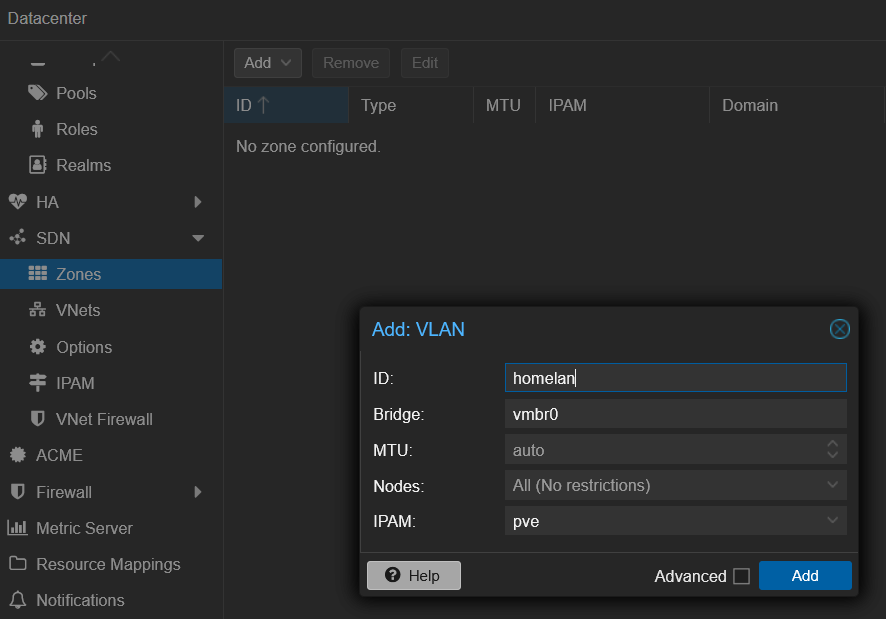 Datacenter
Pools
Roles
Realms
HA
SDN
Zones
VNets
Options
IPAM
VNet Firewall
ACME
Firewall
Metric Server
Resource Mappings
Notifications
Add Remove Edit
ID Type MTU IPAM Domain
No zone configured.
Add: VLAN
ID: homelan
Bridge: vmbr0
MTU: auto
Nodes: All (No restrictions)
IPAM: pve
Help Advanced Add